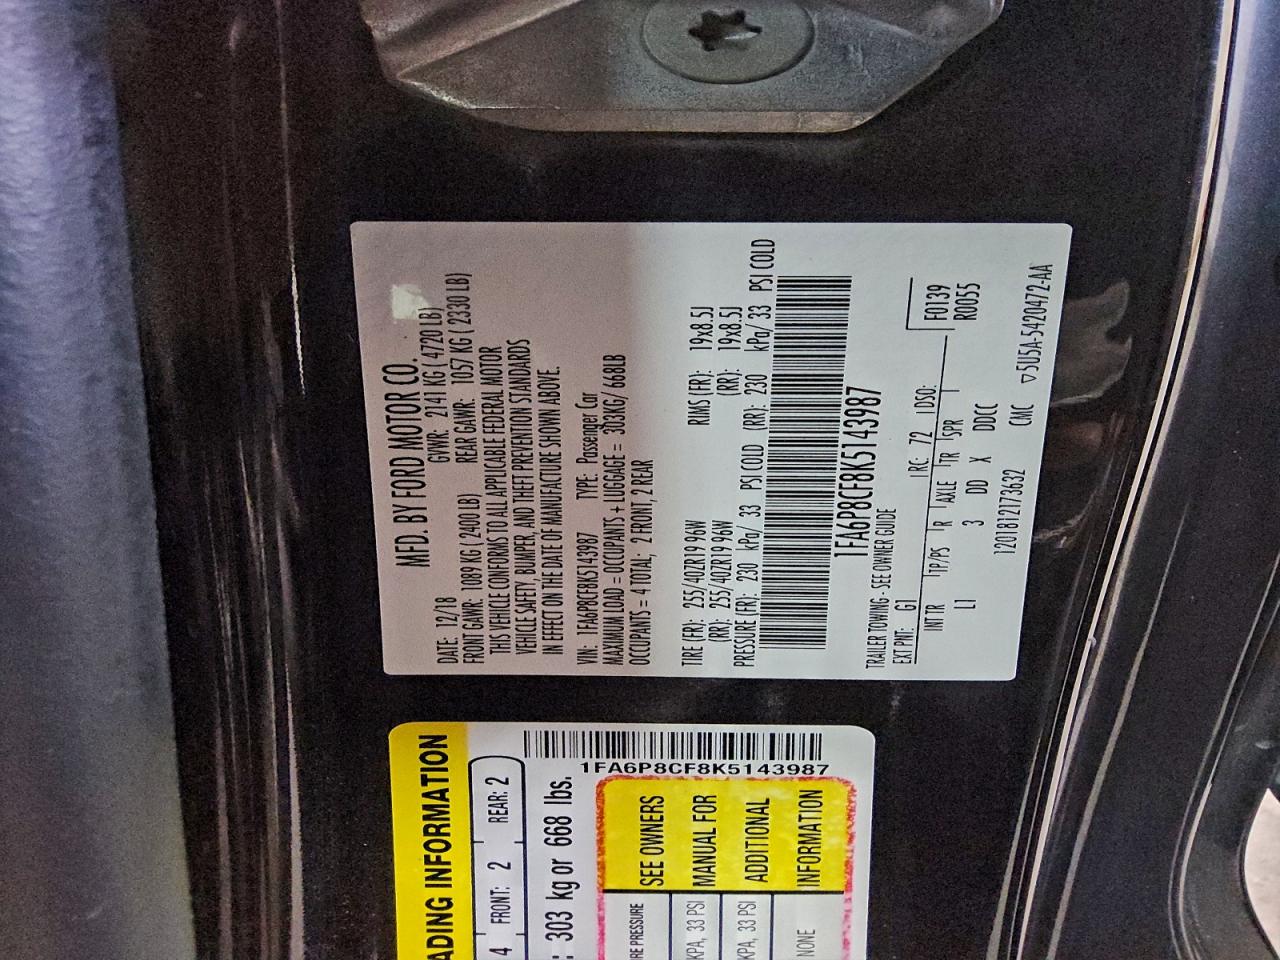 MFD. BY FORD MOTOR CO.
DATE: 12/18 GVWR: 2141 KG ( 4720 LB)
FRONT GAWR: 1089 KG ( 2400 LB) REAR GAWR: 1057 KG ( 2330 LB)
THIS VEHICLE CONFORMS TO ALL APPLICABLE FEDERAL MOTOR
VEHICLE SAFETY, BUMPER, AND THEFT PREVENTION STANDARDS
IN EFFECT ON THE DATE OF MANUFACTURE SHOWN ABOVE.
VIN: 1FA6P8CF8K5143987 TYPE: Passenger Car
MAXIMUM LOAD = OCCUPANTS + LUGGAGE = 303KG/ 668LB
OCCUPANTS = 4 TOTAL; 2 FRONT, 2 REAR
TIRE (FR): 255/40ZR19 96W RIMS (FR): 19x8.5J
(RR): 255/40ZR19 96W (RR): 19x8.5J
PRESSURE (FR): 230 kPa/ 33 PSI COLD (RR): 230 kPa/ 33 PSI COLD
1FA6P8CF8K5143987
TRAILER TOWING - SEE OWNER GUIDE
EXT PNT: G1 RC: 72 DSO: F0139
INT TR TP/PS R AXLE TR SPR R0055
L1 3 DD X DDCC
1201812173632 CMC ▽5U5A-5420472-AA
ADING INFORMATION
4 FRONT: 2 REAR: 2
: 303 kg or 668 lbs.
1FA6P8CF8K5143987
RE PRESSURE SEE OWNERS
KPA, 33 PSI MANUAL FOR
KPA, 33 PSI ADDITIONAL
NONE INFORMATION